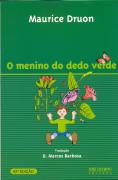 Maurice Druon
O menino do dedo verde
Tradução
D. Marcos Barbosa